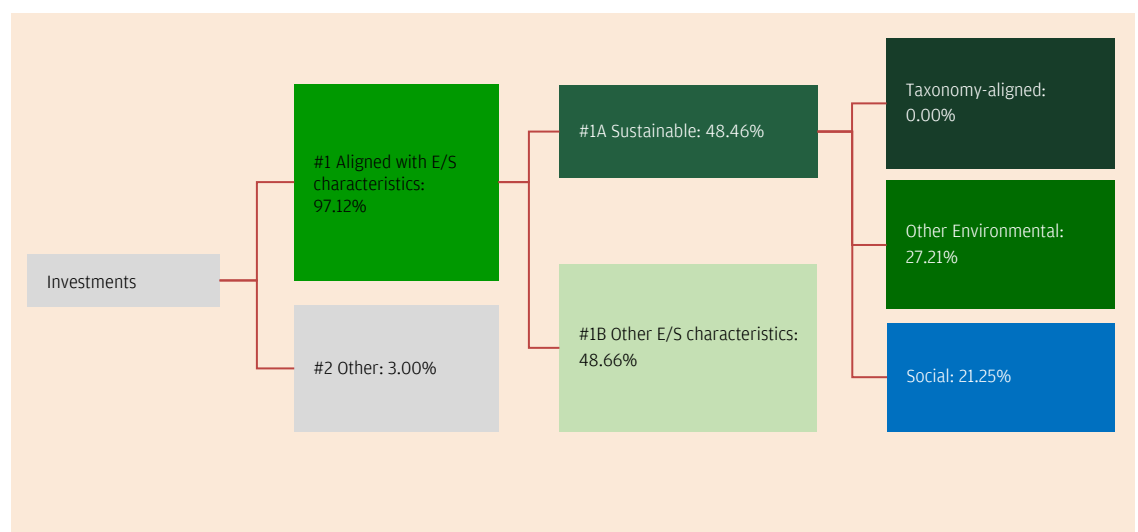 Investments
#1 Aligned with E/S
characteristics:
97.12%
#2 Other: 3.00%
#1A Sustainable: 48.46%
#1B Other E/S characteristics:
48.66%
Taxonomy-aligned:
0.00%
Other Environmental:
27.21%
Social: 21.25%